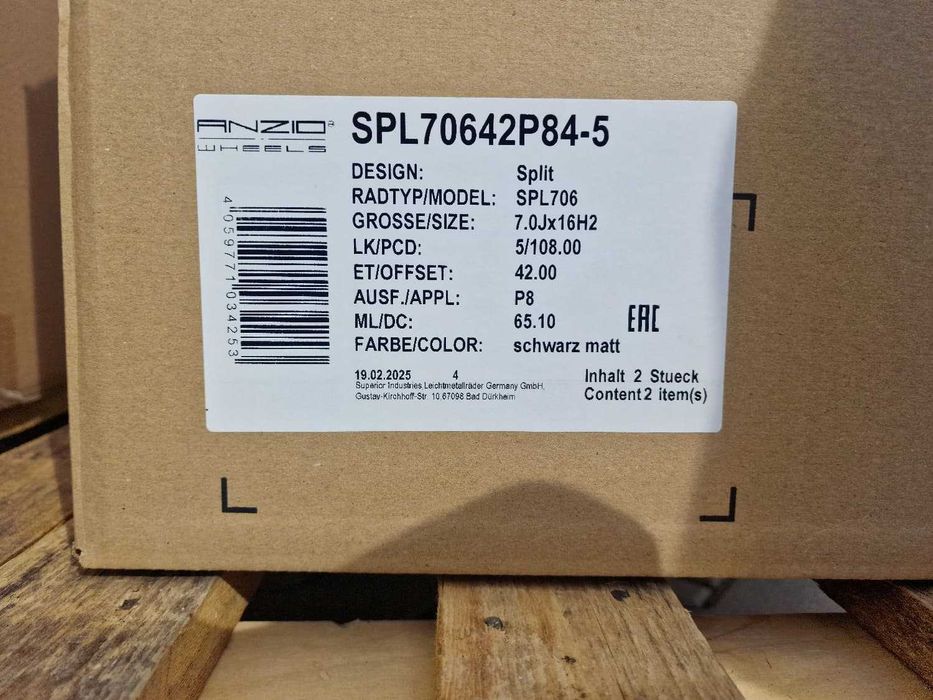 ANZIO
WHEELS
SPL70642P84-5
DESIGN: Split
RADTYP/MODEL: SPL706
GROSSE/SIZE: 7.0Jx16H2
LK/PCD: 5/108.00
ET/OFFSET: 42.00
AUSF./APPL: P8
ML/DC: 65.10
EAC
FARBE/COLOR: schwarz matt
4059771034253
19.02.2025 4
Superior Industries Leichtmetallräder Germany GmbH,
Gustav-Kirchhoff-Str. 10,67098 Bad Dürkheim
Inhalt 2 Stueck
Content 2 item(s)